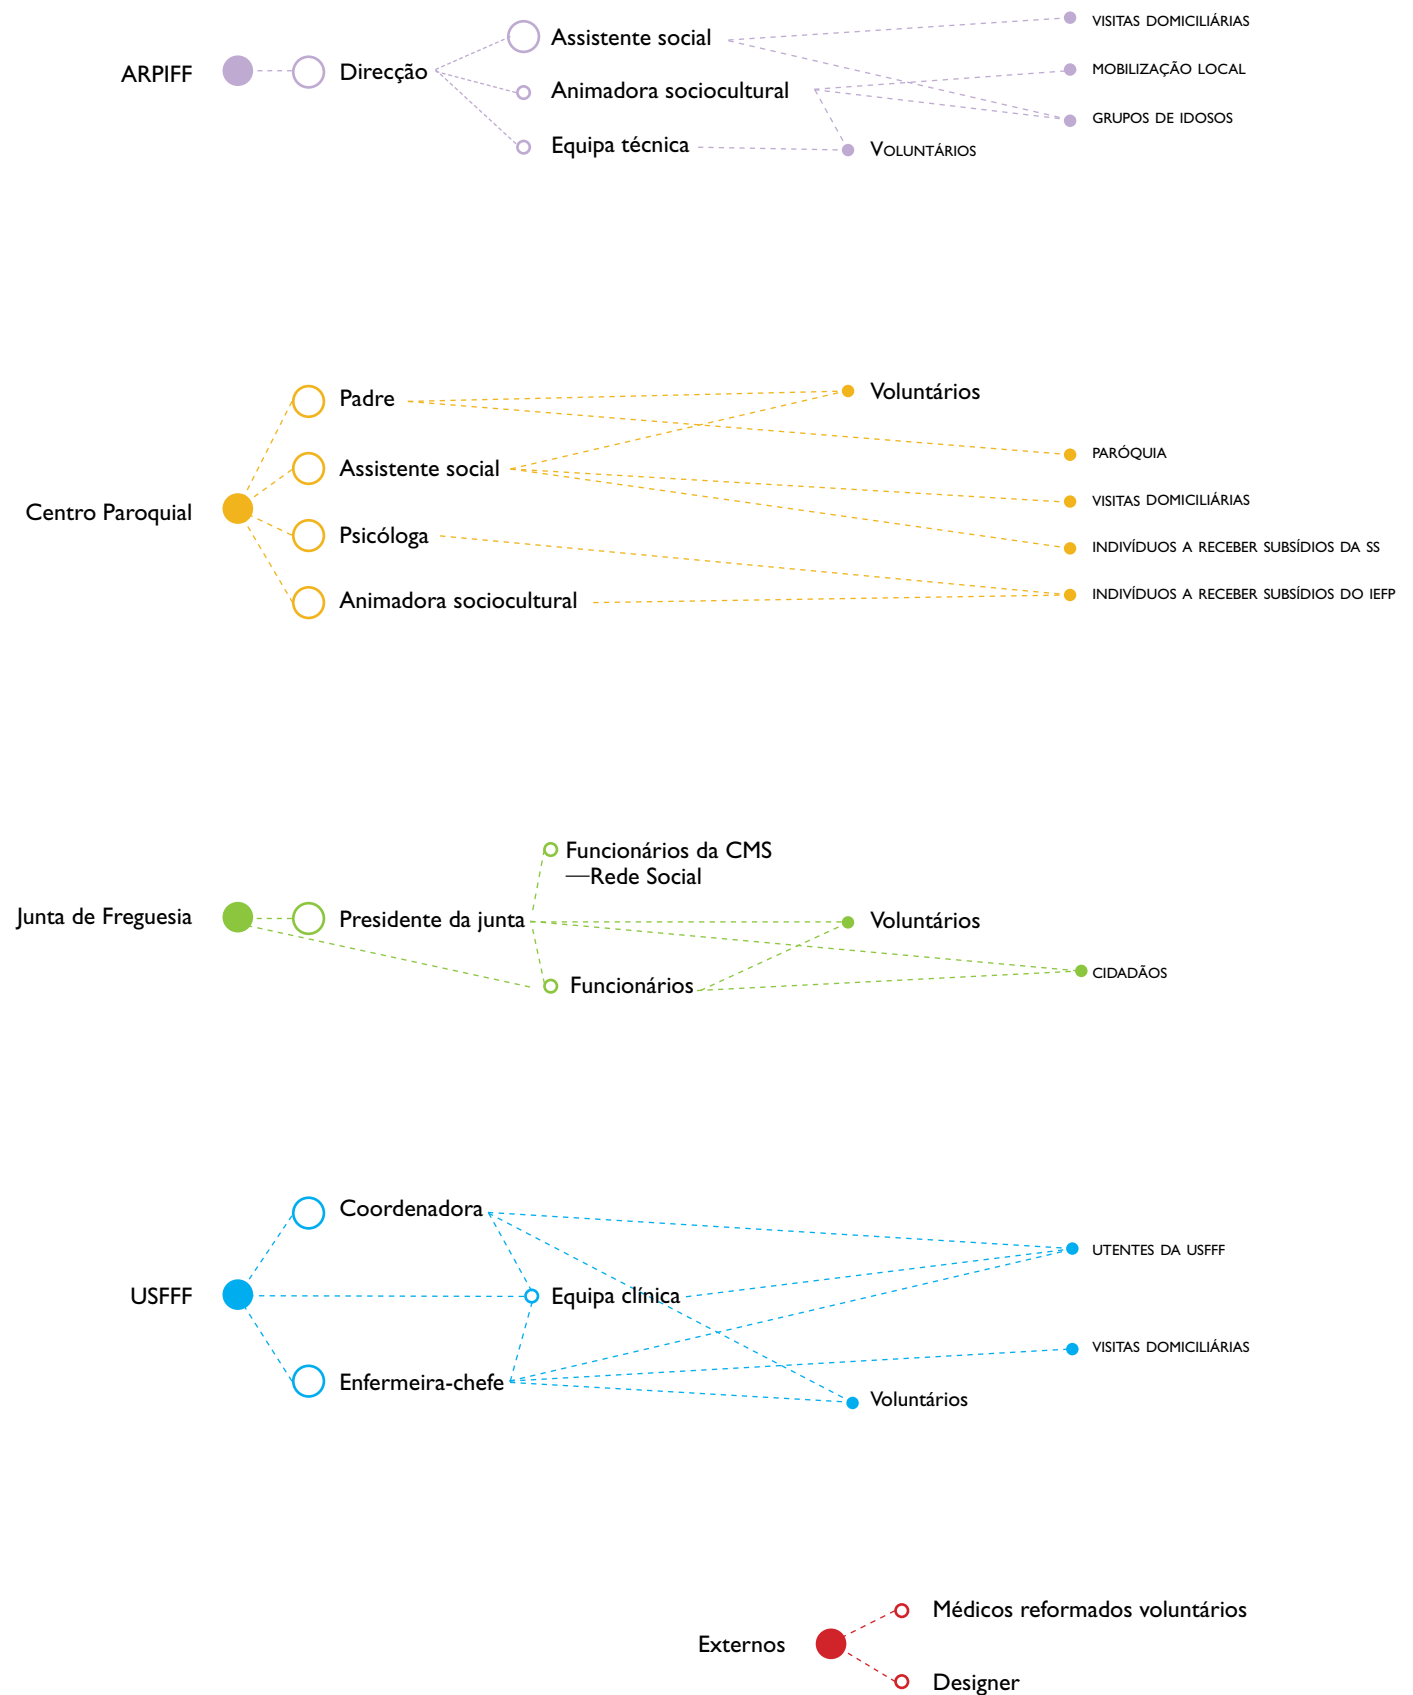 ARPIFF
Direcção
Assistente social
Animadora sociocultural
Equipa técnica
VISITAS DOMICILIÁRIAS
MOBILIZAÇÃO LOCAL
GRUPOS DE IDOSOS
VOLUNTÁRIOS
Centro Paroquial
Padre
Assistente social
Psicóloga
Animadora sociocultural
Voluntários
PARÓQUIA
VISITAS DOMICILIÁRIAS
INDIVÍDUOS A RECEBER SUBSÍDIOS DA SS
INDIVÍDUOS A RECEBER SUBSÍDIOS DO IEFP
Junta de Freguesia
Presidente da junta
Funcionários da CMS
—Rede Social
Funcionários
Voluntários
CIDADÃOS
USFFF
Coordenadora
Equipa clínica
Enfermeira-chefe
UTENTES DA USFFF
VISITAS DOMICILIÁRIAS
Voluntários
Externos
Médicos reformados voluntários
Designer